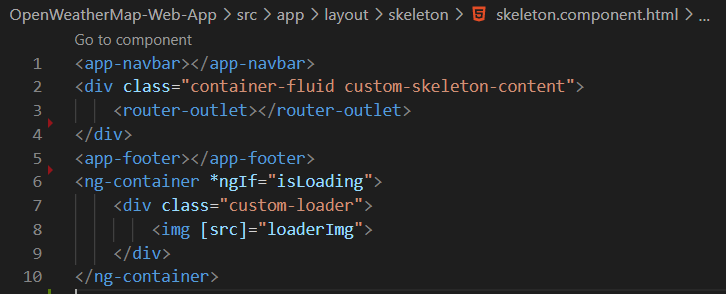 OpenWeatherMap-Web-App > src > app > layout > skeleton > skeleton.component.html > ...
Go to component
1 <app-navbar></app-navbar>
2 <div class="container-fluid custom-skeleton-content">
3     <router-outlet></router-outlet>
4 </div>
5 <app-footer></app-footer>
6 <ng-container *ngIf="isLoading">
7     <div class="custom-loader">
8         <img [src]="loaderImg">
9     </div>
10 </ng-container>